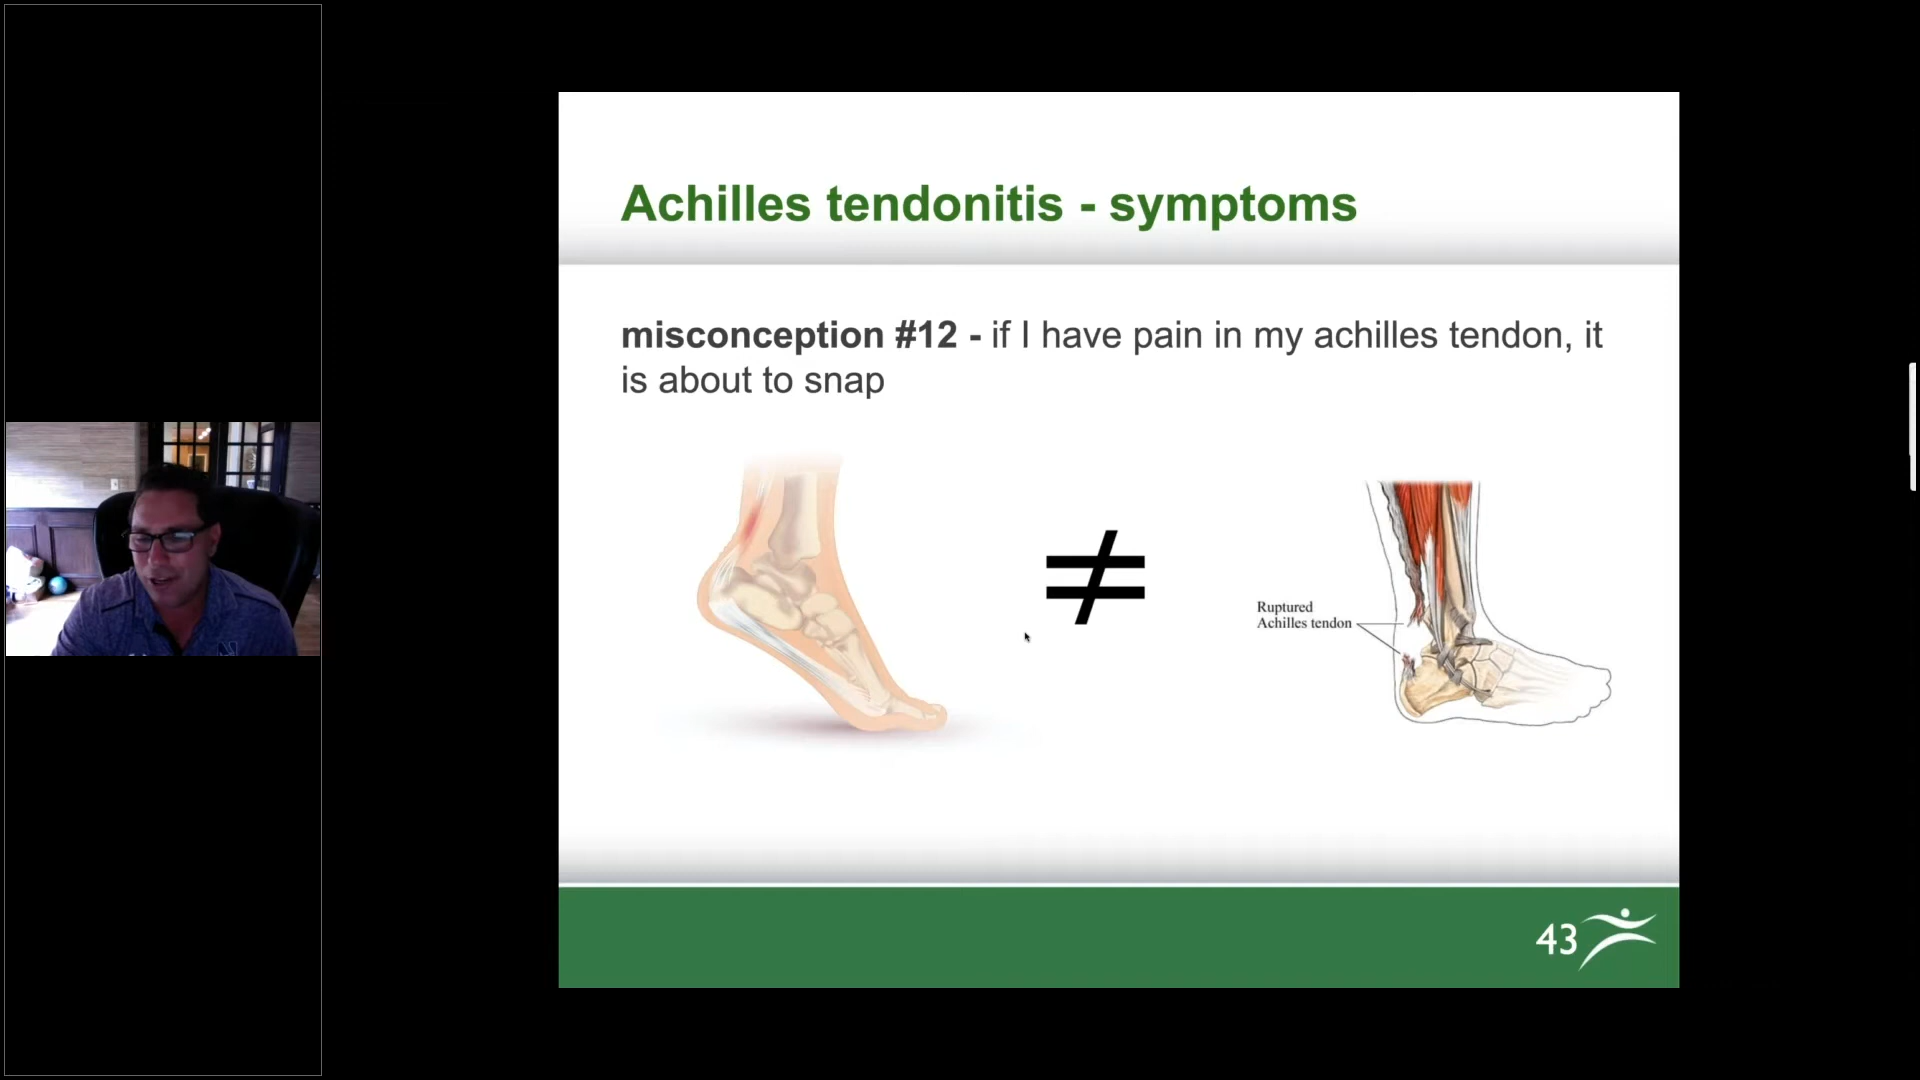 Achilles tendonitis - symptoms
misconception #12 - if I have pain in my achilles tendon, it
is about to snap
≠
Ruptured
Achilles tendon
43